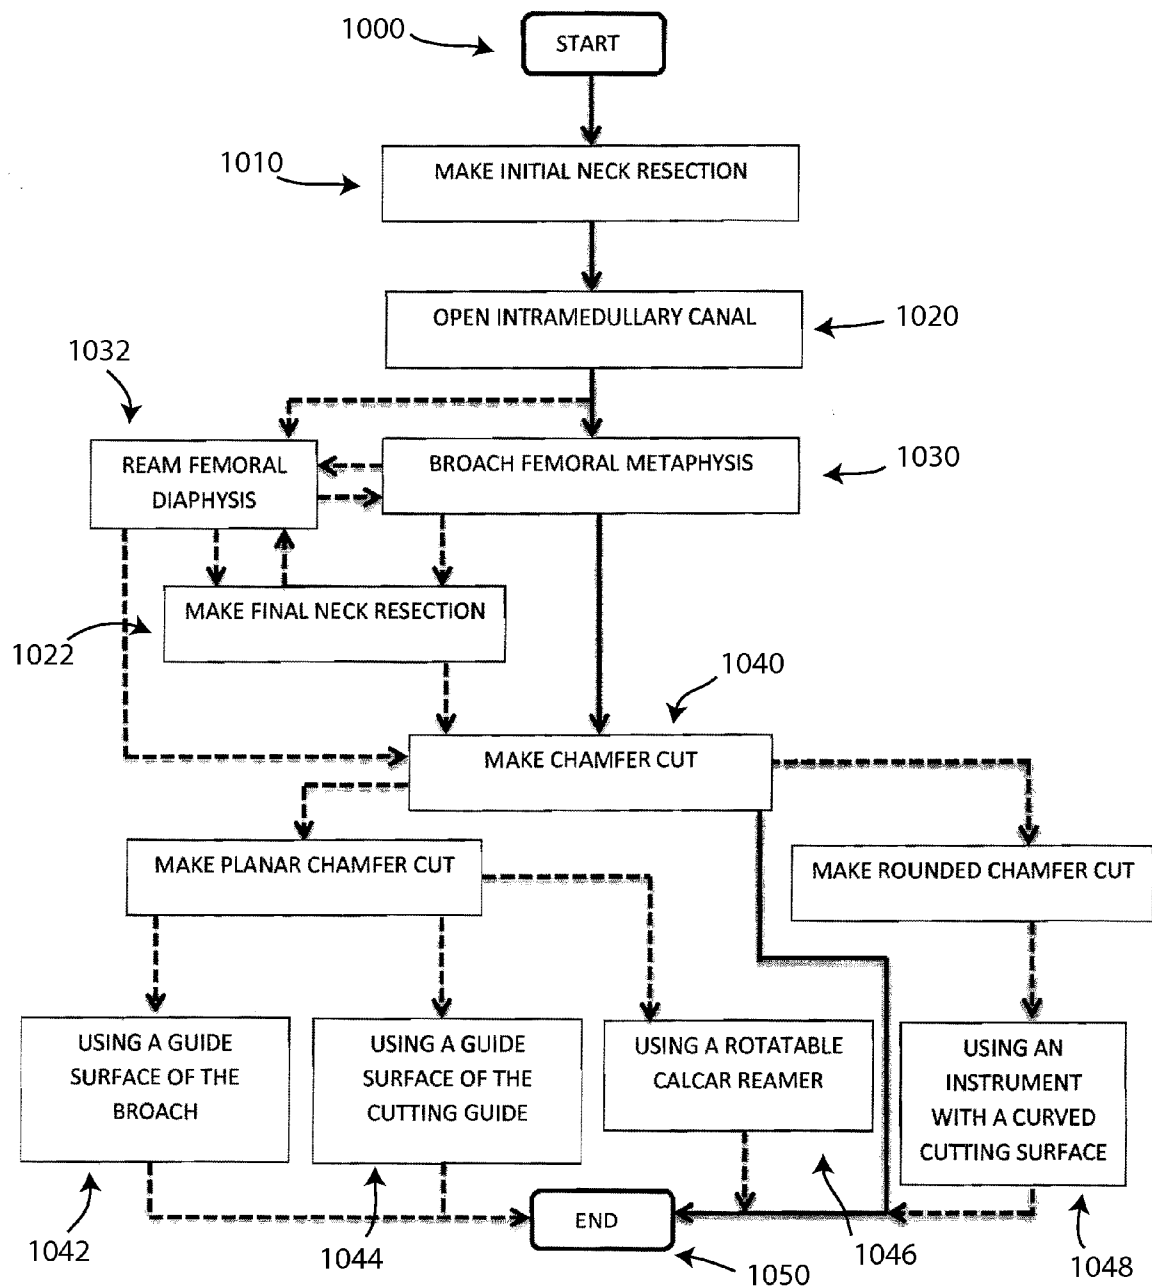 1000
START
1010
MAKE INITIAL NECK RESECTION
OPEN INTRAMEDULLARY CANAL
1020
1032
REAM FEMORAL
DIAPHYSIS
BROACH FEMORAL METAPHYSIS
1030
MAKE FINAL NECK RESECTION
1022
1040
MAKE CHAMFER CUT
MAKE PLANAR CHAMFER CUT
MAKE ROUNDED CHAMFER CUT
USING A GUIDE
SURFACE OF THE
BROACH
USING A GUIDE
SURFACE OF THE
CUTTING GUIDE
USING A ROTATABLE
CALCAR REAMER
USING AN
INSTRUMENT
WITH A CURVED
CUTTING SURFACE
END
1042
1044
1050
1046
1048